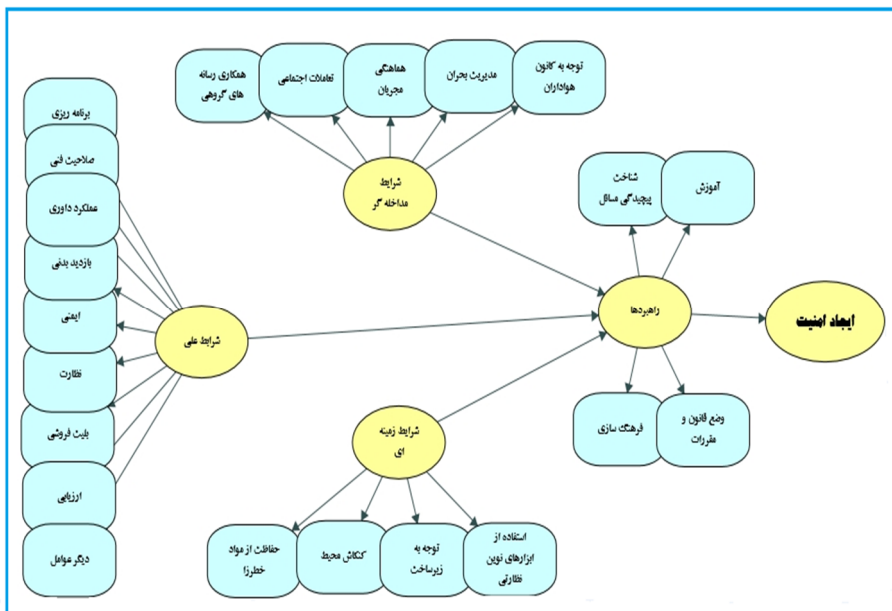 توجه به کانون
هواداران
مدیریت بحران
هماهنگی
مجریان
تعاملات اجتماعی
همکاری رسانه
های گروهی
شرایط
مداخله گر
برنامه ریزی
صلاحیت فنی
عملکرد داوری
بازدید بدنی
ایمنی
نظارت
بلیت فروشی
ارزیابی
دیگر عوامل
شرایط علی
آموزش
شناخت
پیچیدگی مسائل
راهبردها
ایجاد امنیت
وضع قانون و
مقررات
فرهنگ سازی
شرایط زمینه
ای
استفاده از
ابزارهای نوین
نظارتی
توجه به
زیرساخت
کنکاش محیط
حفاظت از مواد
خطرزا